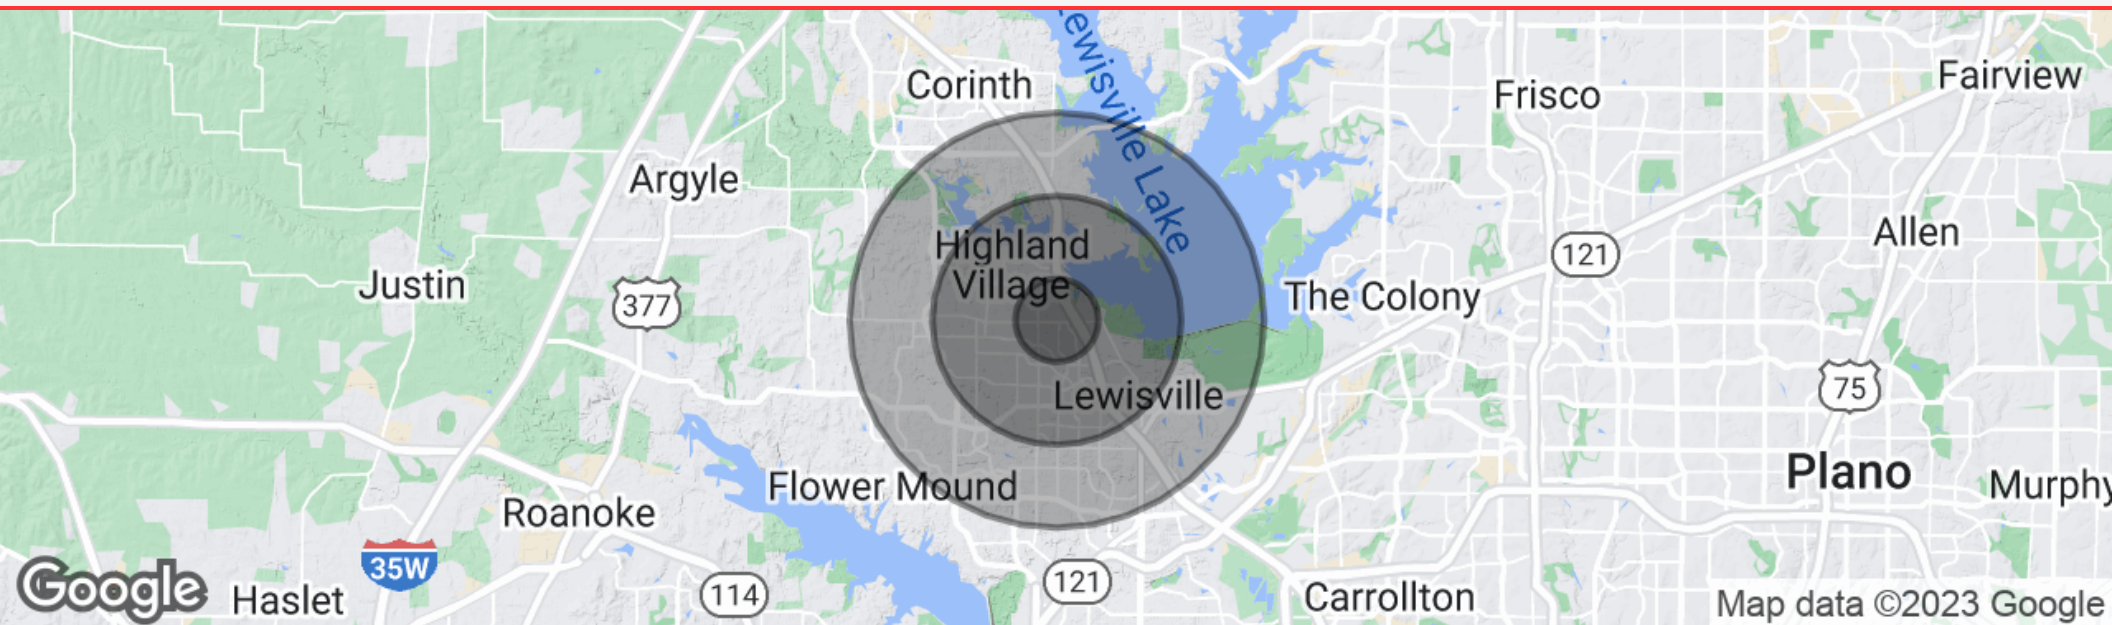 Lewisville Lake
Corinth
Frisco
Fairview
Argyle
Allen
Highland
Village
121
Justin
377
The Colony
75
Lewisville
Plano
Flower Mound
Murphy
Roanoke
35W
121
114
Google
Haslet
Carrollton
Map data ©2023 Google